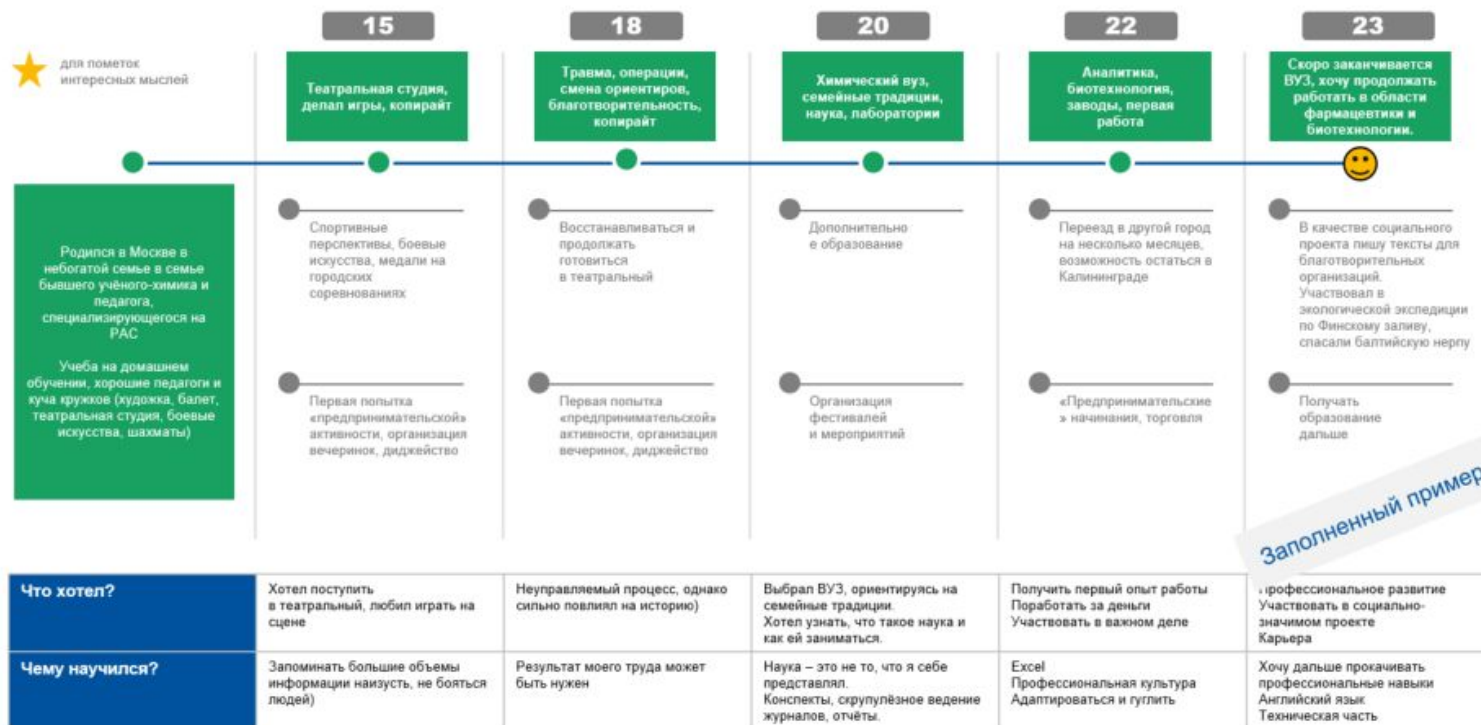 15
18
20
22
23
для пометок
интересных мыслей
Театральная студия,
делал игры, копирайт
Травма, операции,
смена ориентиров,
благотворительность,
копирайт
Химический вуз,
семейные традиции,
наука, лаборатории
Аналитика,
биотехнология,
заводы, первая
работа
Скоро заканчивается
ВУЗ, хочу продолжать
работать в области
фармацевтики и
биотехнологии.
Родился в Москве в
небогатой семье в семье
бывшего учёного-химика и
педагога,
специализирующегося на
РАС
Учеба на домашнем
обучении, хорошие педагоги и
куча кружков (художка, балет,
театральная студия, боевые
искусства, шахматы)
Спортивные
перспективы, боевые
искусства, медали на
городских
соревнованиях
Восстанавливаться и
продолжать
готовиться
в театральный
Дополнительно
е образование
Переезд в другой город
на несколько месяцев,
возможность остаться в
Калининграде
В качестве социального
проекта пишу тексты для
благотворительных
организаций.
Участвовал в
экологической экспедиции
по Финскому заливу,
спасали балтийскую нерпу
Первая попытка
«предпринимательской»
активности, организация
вечеринок, диджейство
Первая попытка
«предпринимательской»
активности, организация
вечеринок, диджейство
Организация
фестивалей
и мероприятий
«Предпринимательские
» начинания, торговля
Получать
образование
дальше
Заполненный пример
Что хотел?
Хотел поступить
в театральный, любил играть на
сцене
Неуправляемый процесс, однако
сильно повлиял на историю)
Выбрал ВУЗ, ориентируясь на
семейные традиции.
Хотел узнать, что такое наука и
как ей заниматься.
Получить первый опыт работы
Поработать за деньги
Участвовать в важном деле
Профессиональное развитие
Участвовать в социально-
значимом проекте
Карьера
Чему научился?
Запоминать большие объемы
информации наизусть, не бояться
людей)
Результат моего труда может
быть нужен
Наука – это не то, что я себе
представлял.
Конспекты, скрупулёзное ведение
журналов, отчёты.
Excel
Профессиональная культура
Адаптироваться и гуглить
Хочу дальше прокачивать
профессиональные навыки
Английский язык
Техническая часть